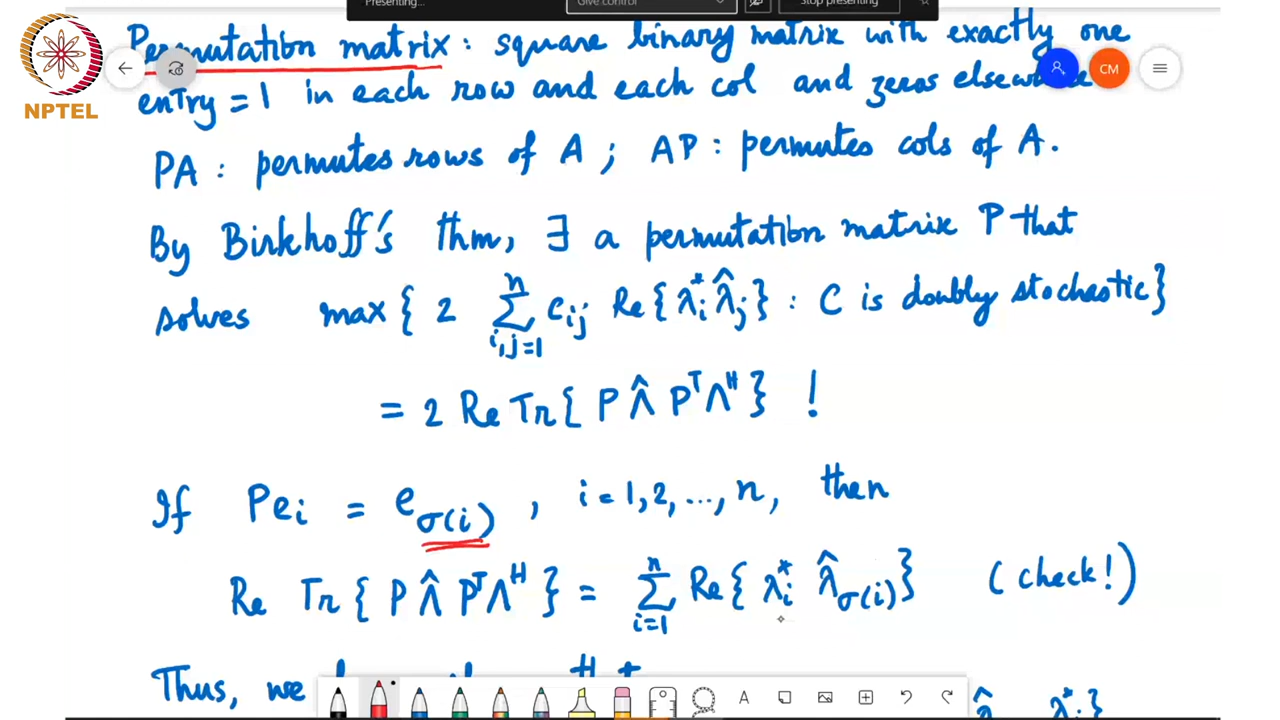 Presenting...
Give control
Stop presenting
NPTEL
CM
Permutation matrix : square binary matrix with exactly one
entry = 1 in each row and each col and zeros elsewhere
PA : permutes rows of A ; AP : permutes cols of A.
By Birkhoff's thm, ∃ a permutation matrix P that
solves max{ 2 ∑_{i,j=1}^{n} c_{ij} Re{ λ_i^* λ̂_j } : C is doubly stochastic }
= 2 Re Tr{ P Λ̂ P^T Λ^H } !
If Pe_i = e_{σ(i)} , i = 1, 2, ..., n, then
Re Tr{ P Λ̂ P^T Λ^H } = ∑_{i=1}^{n} Re{ λ_i^* λ̂_{σ(i)} } (check!)
Thus, we
A